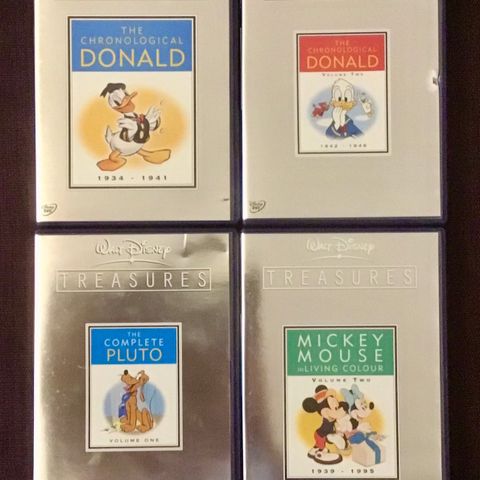 THE
CHRONOLOGICAL
DONALD
1934 - 1941
THE
CHRONOLOGICAL
DONALD
VOLUME TWO
1942 - 1946
WALT DISNEY
TREASURES
THE
COMPLETE
PLUTO
VOLUME ONE
WALT DISNEY
TREASURES
MICKEY
MOUSE
IN LIVING COLOUR
VOLUME TWO
1939 - 1995